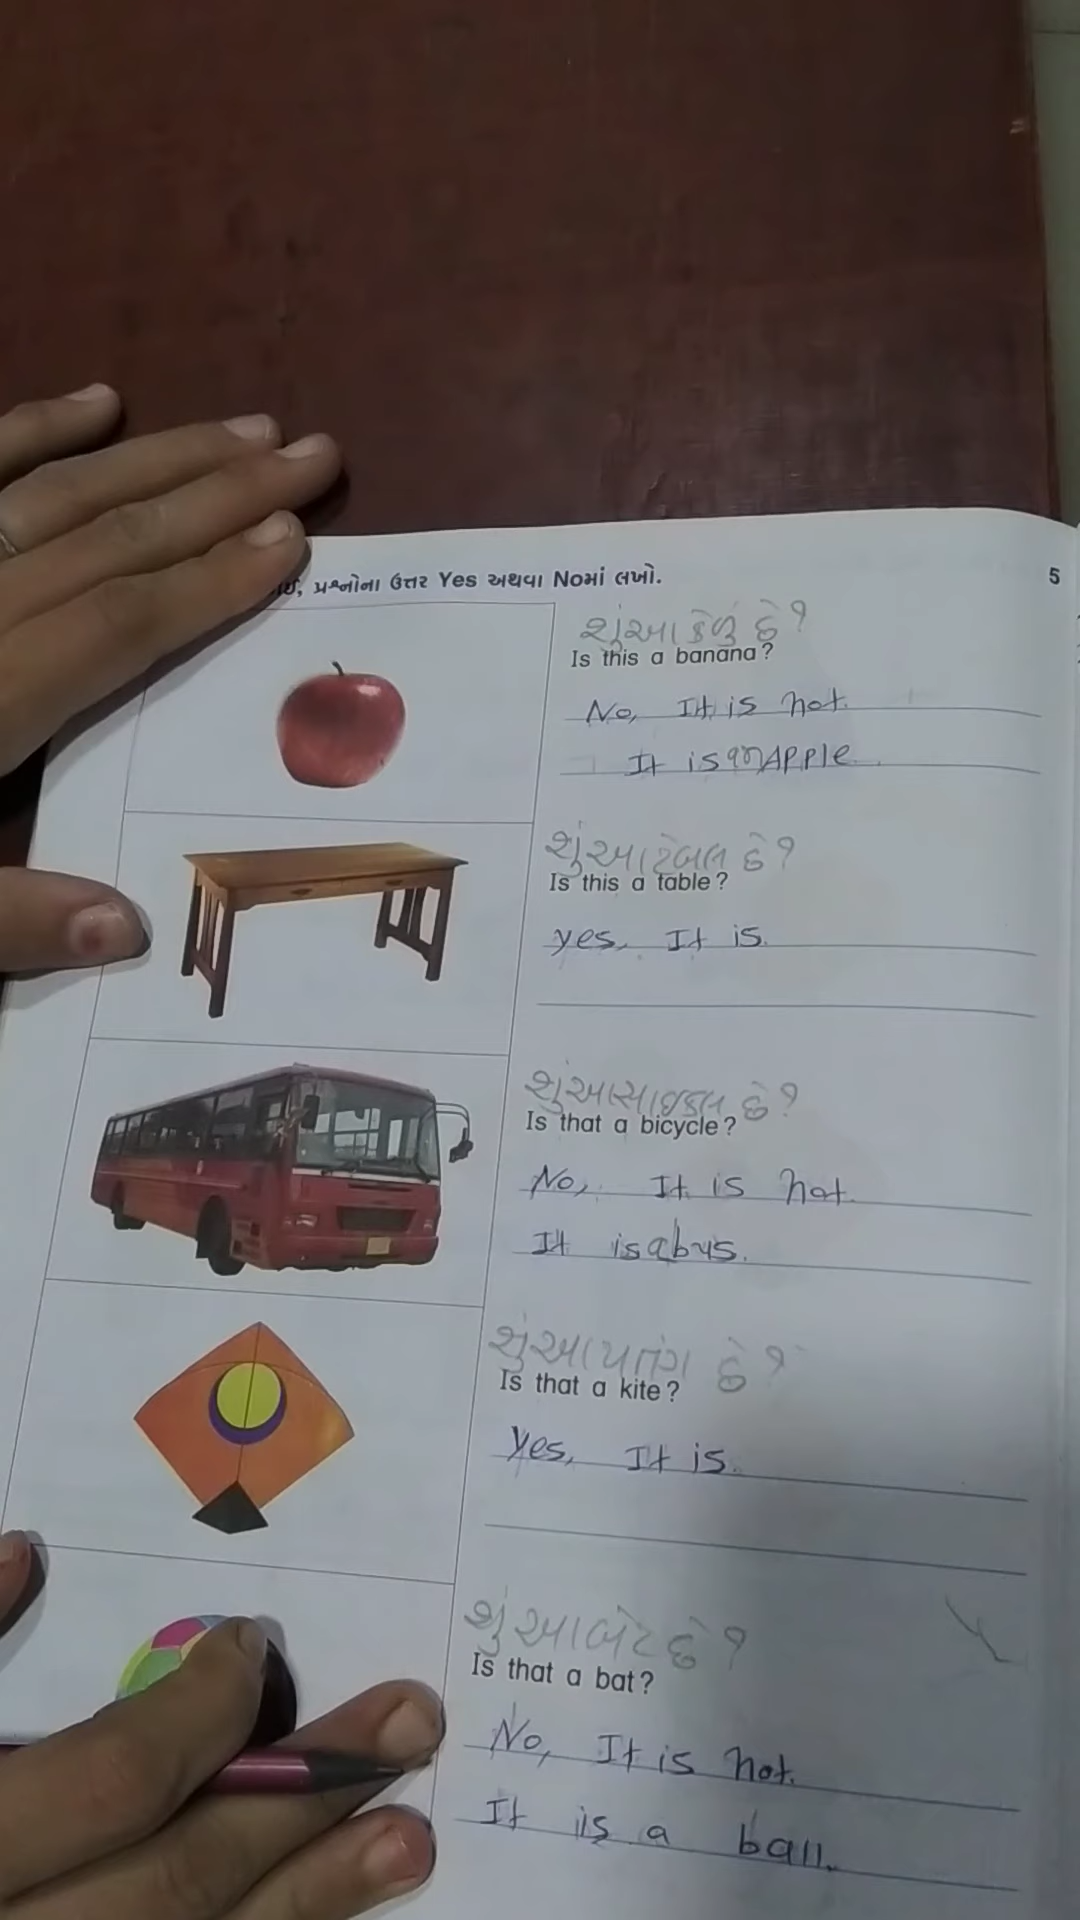 પ્રશ્નોના ઉત્તર Yes અથવા Noમાં લખો.
5
શું આ કેળું છે?
Is this a banana?
No, It is not.
It is an Apple.
શું આ ટેબલ છે?
Is this a table?
yes, It is.
શું આ સાઇકલ છે?
Is that a bicycle?
No, It is not.
It is a bus.
શું આ પતંગ છે?
Is that a kite?
Yes, It is.
શું આ બેટ છે?
Is that a bat?
No, It is not.
It is a ball.